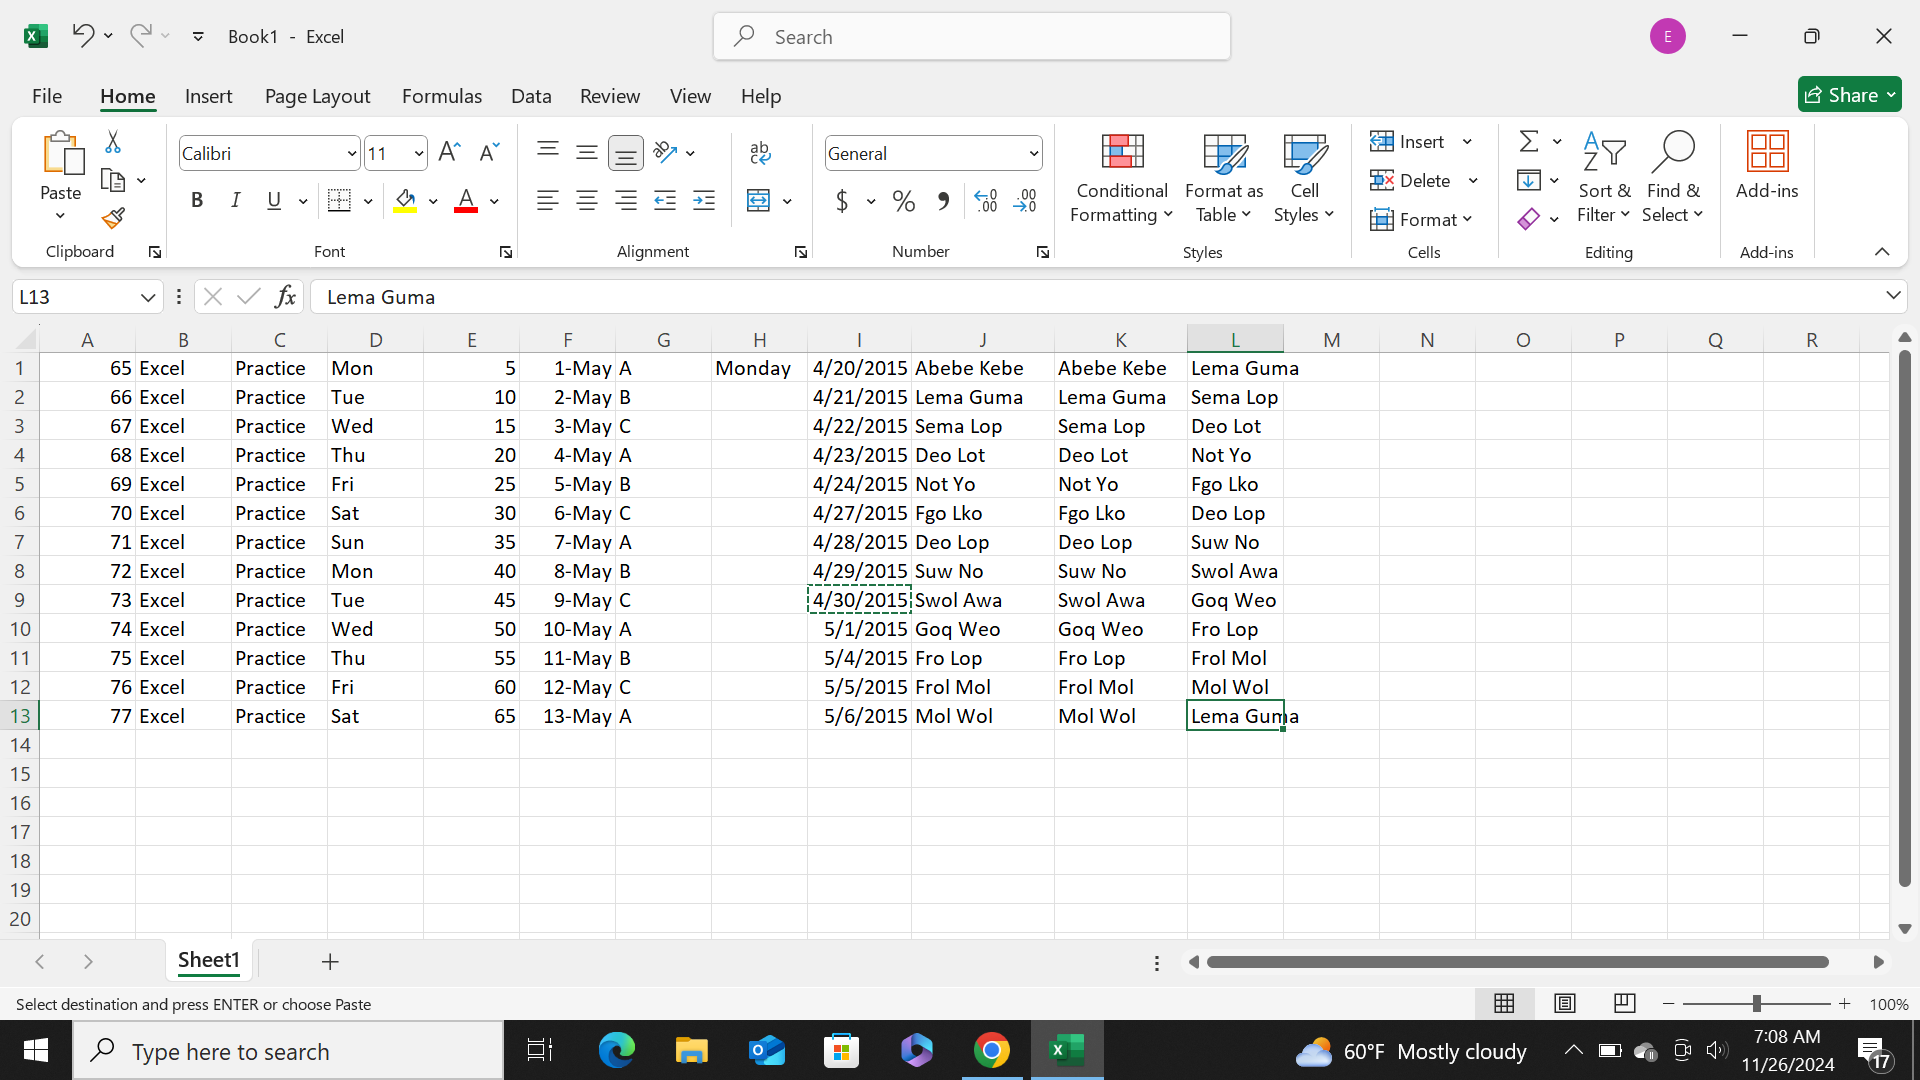 Book1 - Excel
Search
E
File Home Insert Page Layout Formulas Data Review View Help
Share
Paste
Calibri 11
B I U
General
$ % 9
Conditional Formatting
Format as Table
Cell Styles
Insert
Delete
Format
Sort & Filter
Find & Select
Add-ins
Clipboard Font Alignment Number Styles Cells Editing Add-ins
L13 fx Lema Guma
A B C D E F G H I J K L M N O P Q R
1 65 Excel Practice Mon 5 1-May A Monday 4/20/2015 Abebe Kebe Abebe Kebe Lema Guma
2 66 Excel Practice Tue 10 2-May B 4/21/2015 Lema Guma Lema Guma Sema Lop
3 67 Excel Practice Wed 15 3-May C 4/22/2015 Sema Lop Sema Lop Deo Lot
4 68 Excel Practice Thu 20 4-May A 4/23/2015 Deo Lot Deo Lot Not Yo
5 69 Excel Practice Fri 25 5-May B 4/24/2015 Not Yo Not Yo Fgo Lko
6 70 Excel Practice Sat 30 6-May C 4/27/2015 Fgo Lko Fgo Lko Deo Lop
7 71 Excel Practice Sun 35 7-May A 4/28/2015 Deo Lop Deo Lop Suw No
8 72 Excel Practice Mon 40 8-May B 4/29/2015 Suw No Suw No Swol Awa
9 73 Excel Practice Tue 45 9-May C 4/30/2015 Swol Awa Swol Awa Goq Weo
10 74 Excel Practice Wed 50 10-May A 5/1/2015 Goq Weo Goq Weo Fro Lop
11 75 Excel Practice Thu 55 11-May B 5/4/2015 Fro Lop Fro Lop Frol Mol
12 76 Excel Practice Fri 60 12-May C 5/5/2015 Frol Mol Frol Mol Mol Wol
13 77 Excel Practice Sat 65 13-May A 5/6/2015 Mol Wol Mol Wol Lema Guma
14
15
16
17
18
19
20
Sheet1
Select destination and press ENTER or choose Paste
100%
Type here to search
60°F Mostly cloudy
7:08 AM
11/26/2024
17